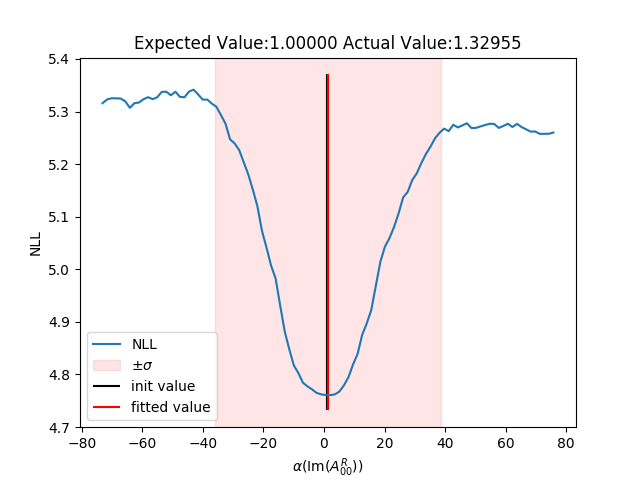 Expected Value:1.00000 Actual Value:1.32955
5.4
5.3
5.2
5.1
5.0
4.9
4.8
4.7
NLL
NLL
±σ
init value
fitted value
−80 −60 −40 −20 0 20 40 60 80
α(Im(A^R_00))